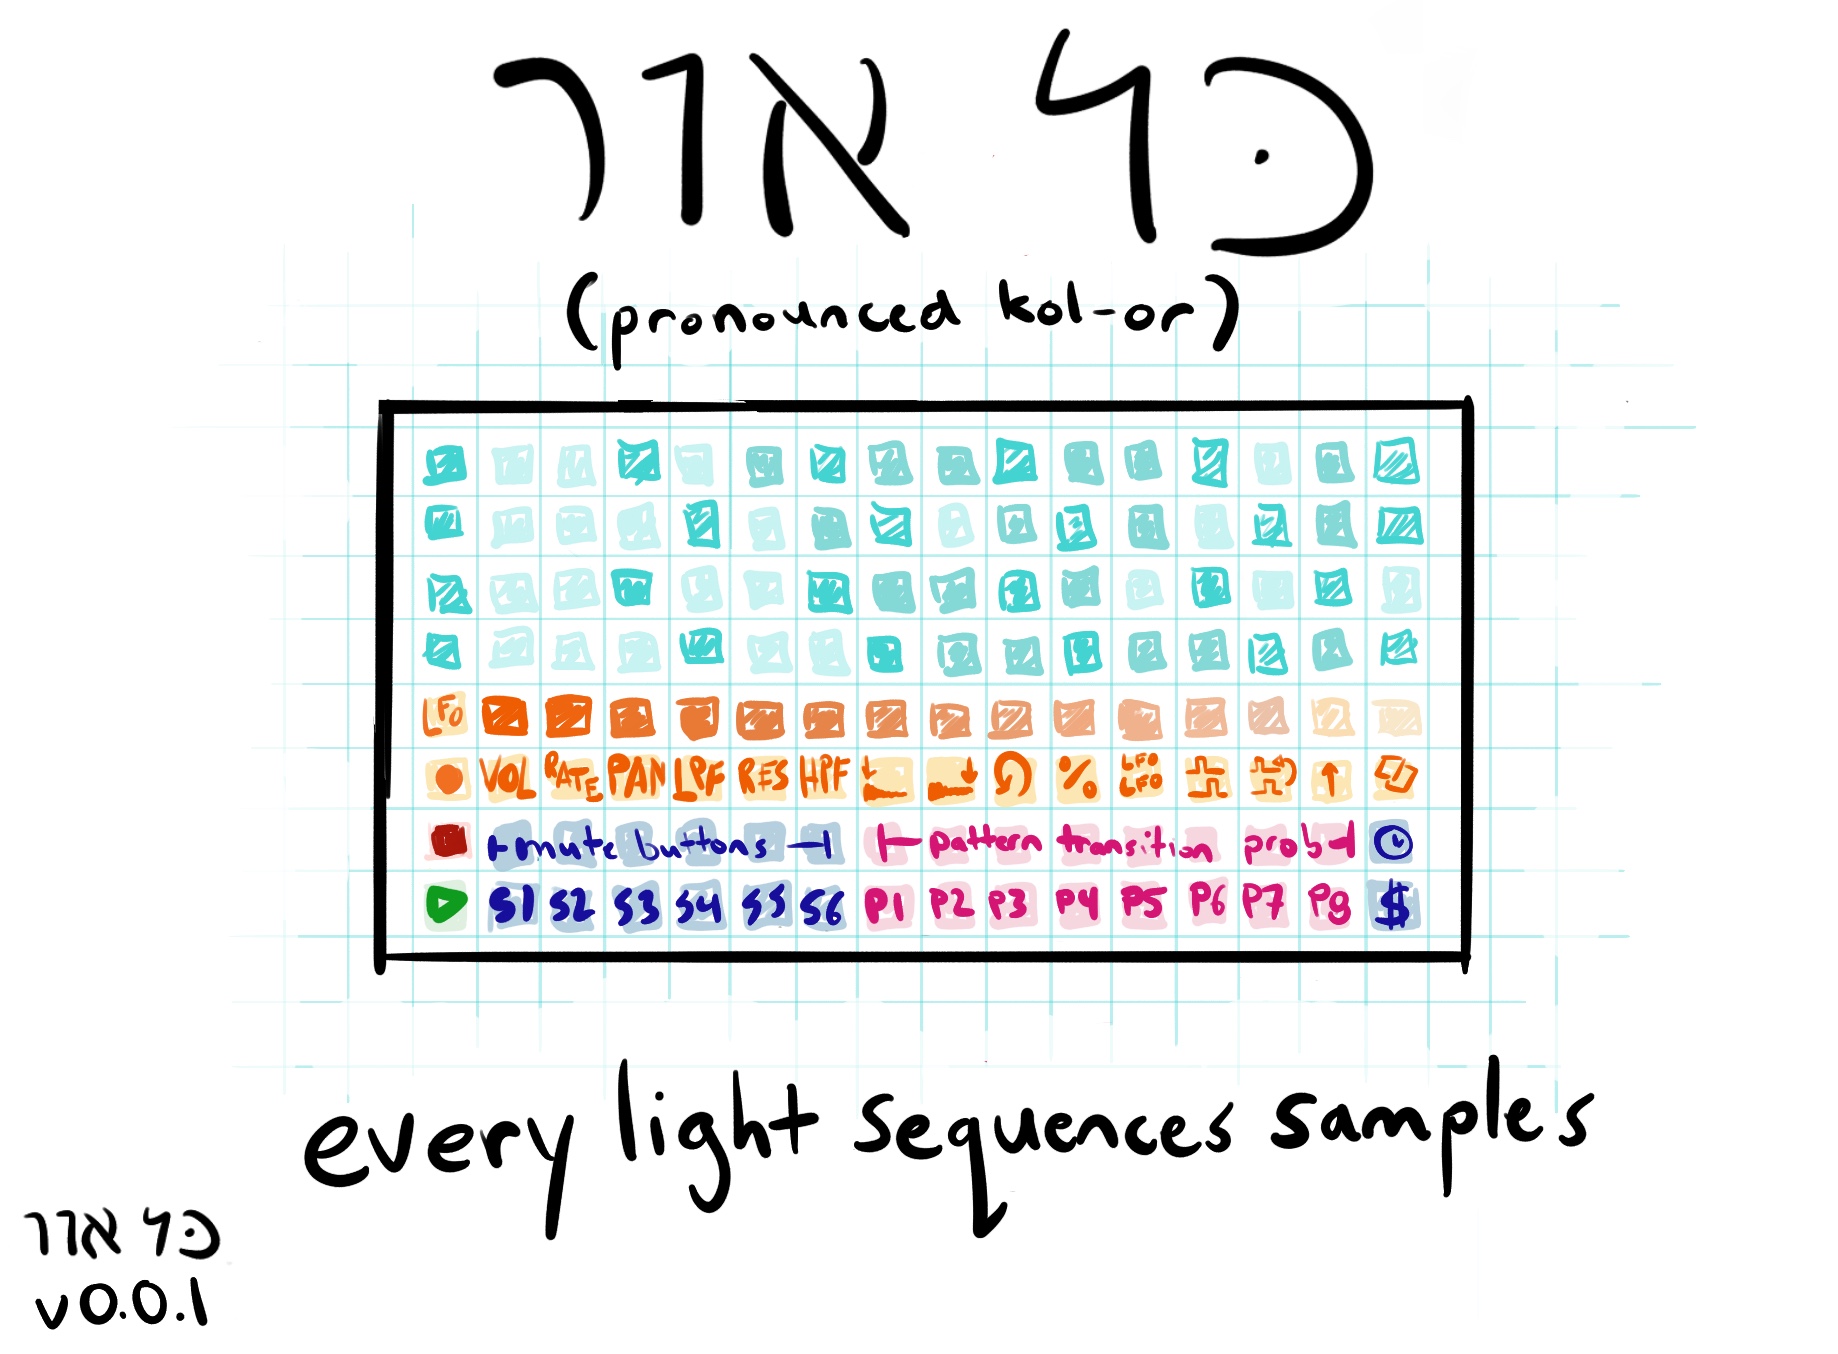 כּל אור
(pronounced kol-or)
LFO
VOL RATE PAN LPF RES HPF % LFO LFO
mute buttons pattern transition prob
S1 S2 S3 S4 S5 S6 P1 P2 P3 P4 P5 P6 P7 P8 $
every light sequences samples
כּל אור
v0.0.1